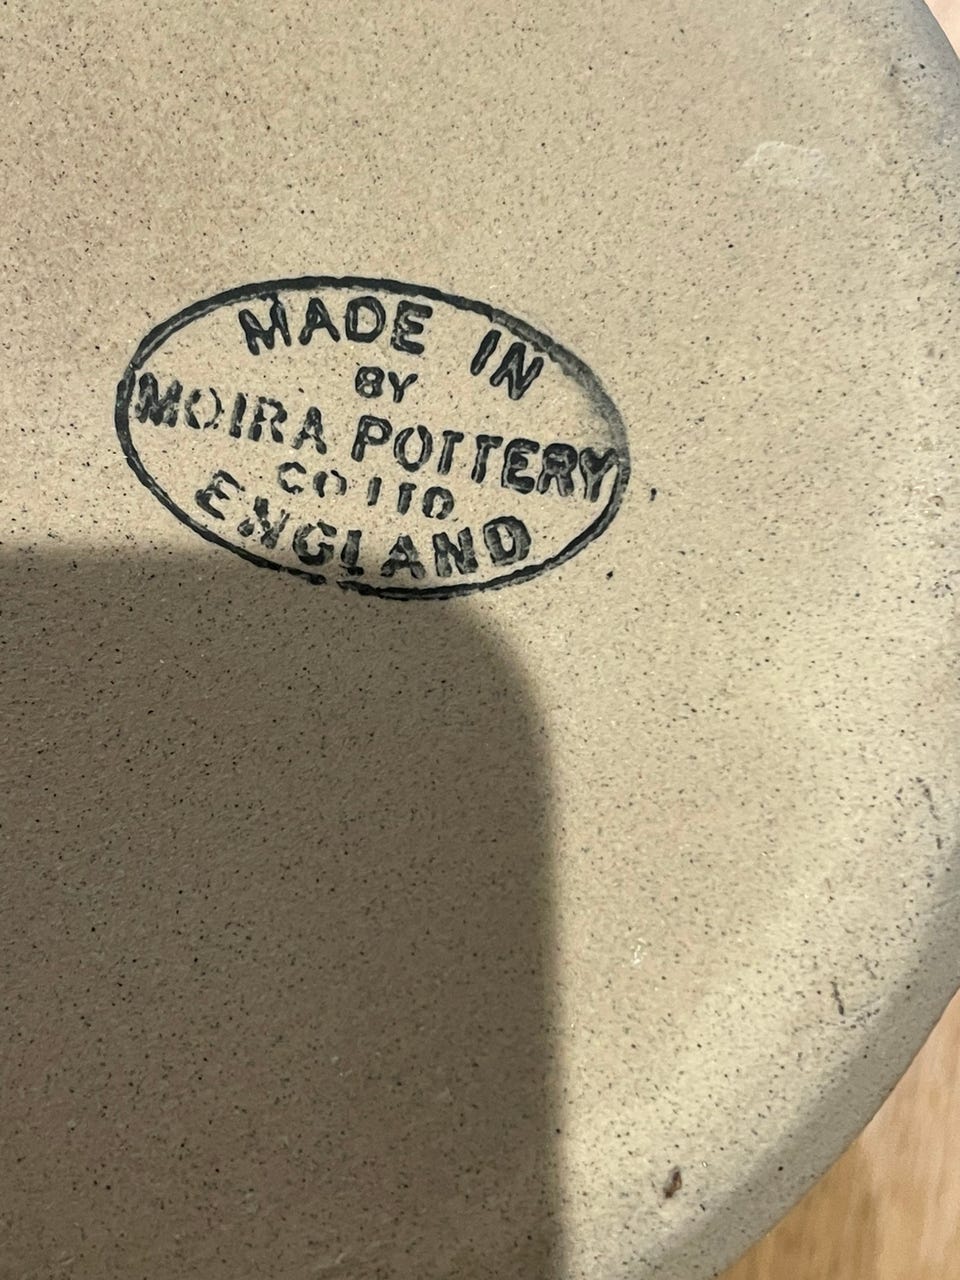 MADE IN
BY
MOIRA POTTERY
CO LTD
ENGLAND